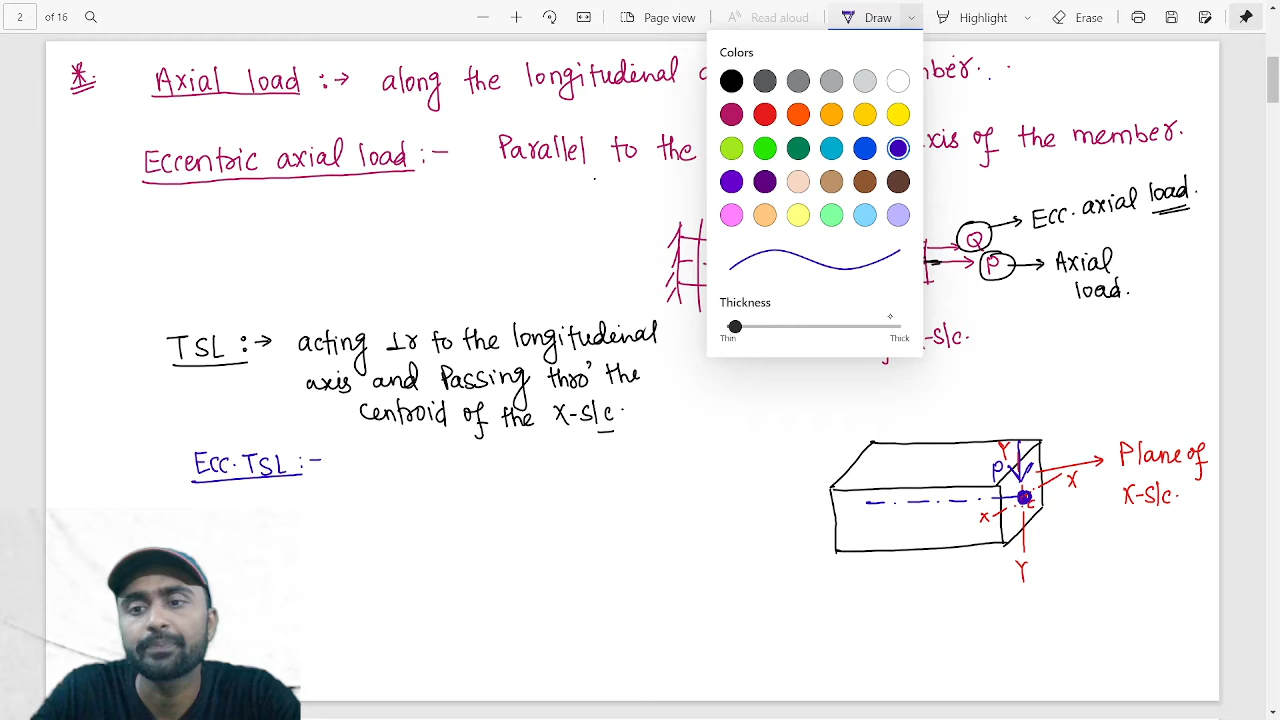 2 of 16 Page view Read aloud Draw Highlight Erase
Colors
Axial load :→ along the longitudenal mber.
Eccentric axial load :- Parallel to the xis of the member.
Ecc. axial load.
Q
P Axial
load.
Thickness
Thin Thick
x-s/c.
TSL :→ acting ⊥r to the longitudenal
axis and Passing thro' the
centroid of the x-s/c.
Ecc. TSL :-
Y
P
x
c
x
Y
Plane of
x-s/c.